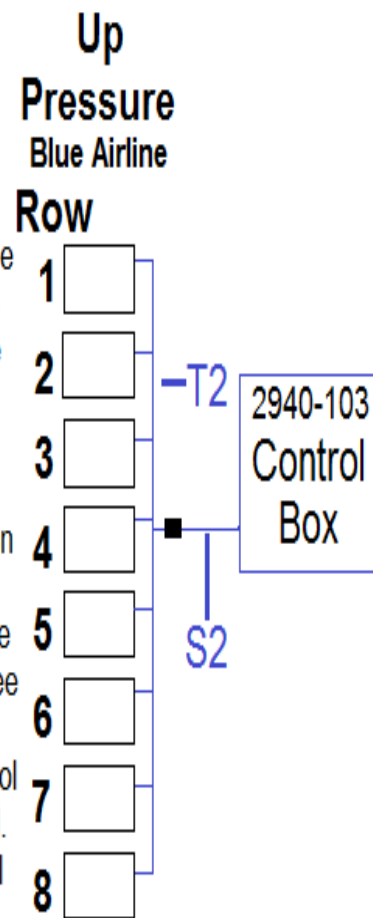 Up
Pressure
Blue Airline
Row
1
2
T2
2940-103
Control
Box
3
4
S2
5
6
7
8